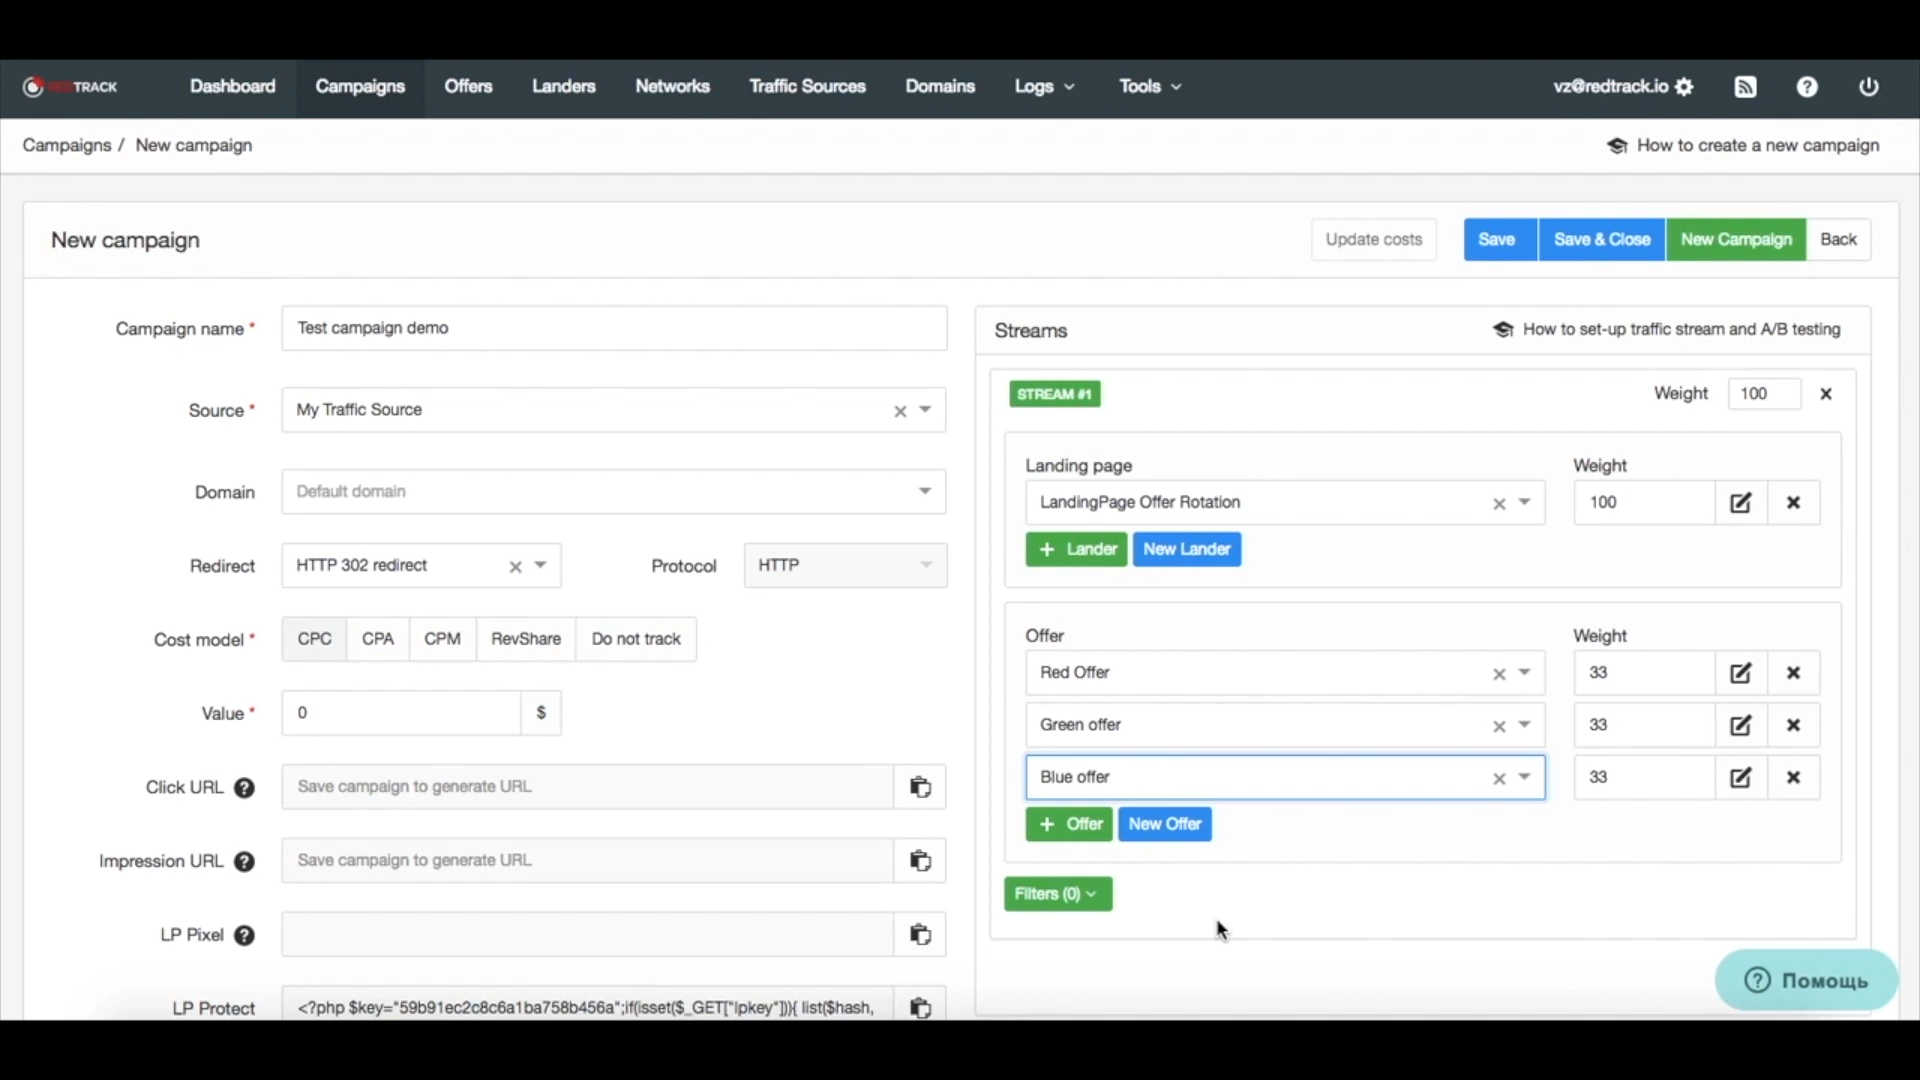 REDTRACK Dashboard Campaigns Offers Landers Networks Traffic Sources Domains Logs Tools vz@redtrack.io
Campaigns / New campaign How to create a new campaign
New campaign Update costs Save Save & Close New Campaign Back
Campaign name * Test campaign demo
Source * My Traffic Source
Domain Default domain
Redirect HTTP 302 redirect Protocol HTTP
Cost model * CPC CPA CPM RevShare Do not track
Value * 0 $
Click URL ? Save campaign to generate URL
Impression URL ? Save campaign to generate URL
LP Pixel ?
LP Protect <?php $key="59b91ec2c8c6a1ba758b456a";if(isset($_GET["lpkey"])){ list($hash,
Streams How to set-up traffic stream and A/B testing
STREAM #1 Weight 100
Landing page Weight
LandingPage Offer Rotation 100
+ Lander New Lander
Offer Weight
Red Offer 33
Green offer 33
Blue offer 33
+ Offer New Offer
Filters (0)
? Помощь